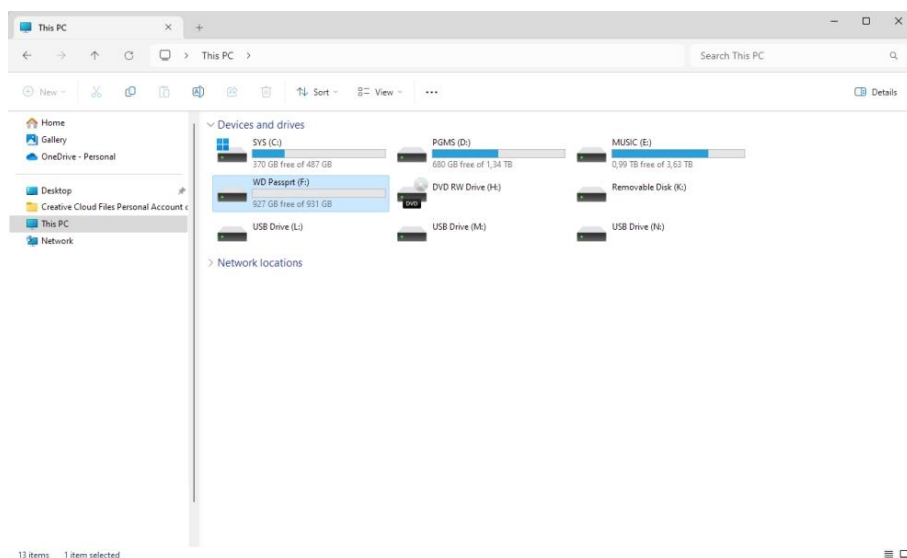 This PC
This PC
Search This PC
New
Sort
View
Details
Home
Gallery
OneDrive - Personal
Desktop
Creative Cloud Files Personal Account
This PC
Network
Devices and drives
SYS (C:)
370 GB free of 487 GB
PGMS (D:)
680 GB free of 1,34 TB
MUSIC (E:)
0,99 TB free of 3,63 TB
WD Passprt (F:)
927 GB free of 931 GB
DVD RW Drive (H:)
DVD
Removable Disk (K:)
USB Drive (L:)
USB Drive (M:)
USB Drive (N:)
Network locations
13 items
1 item selected